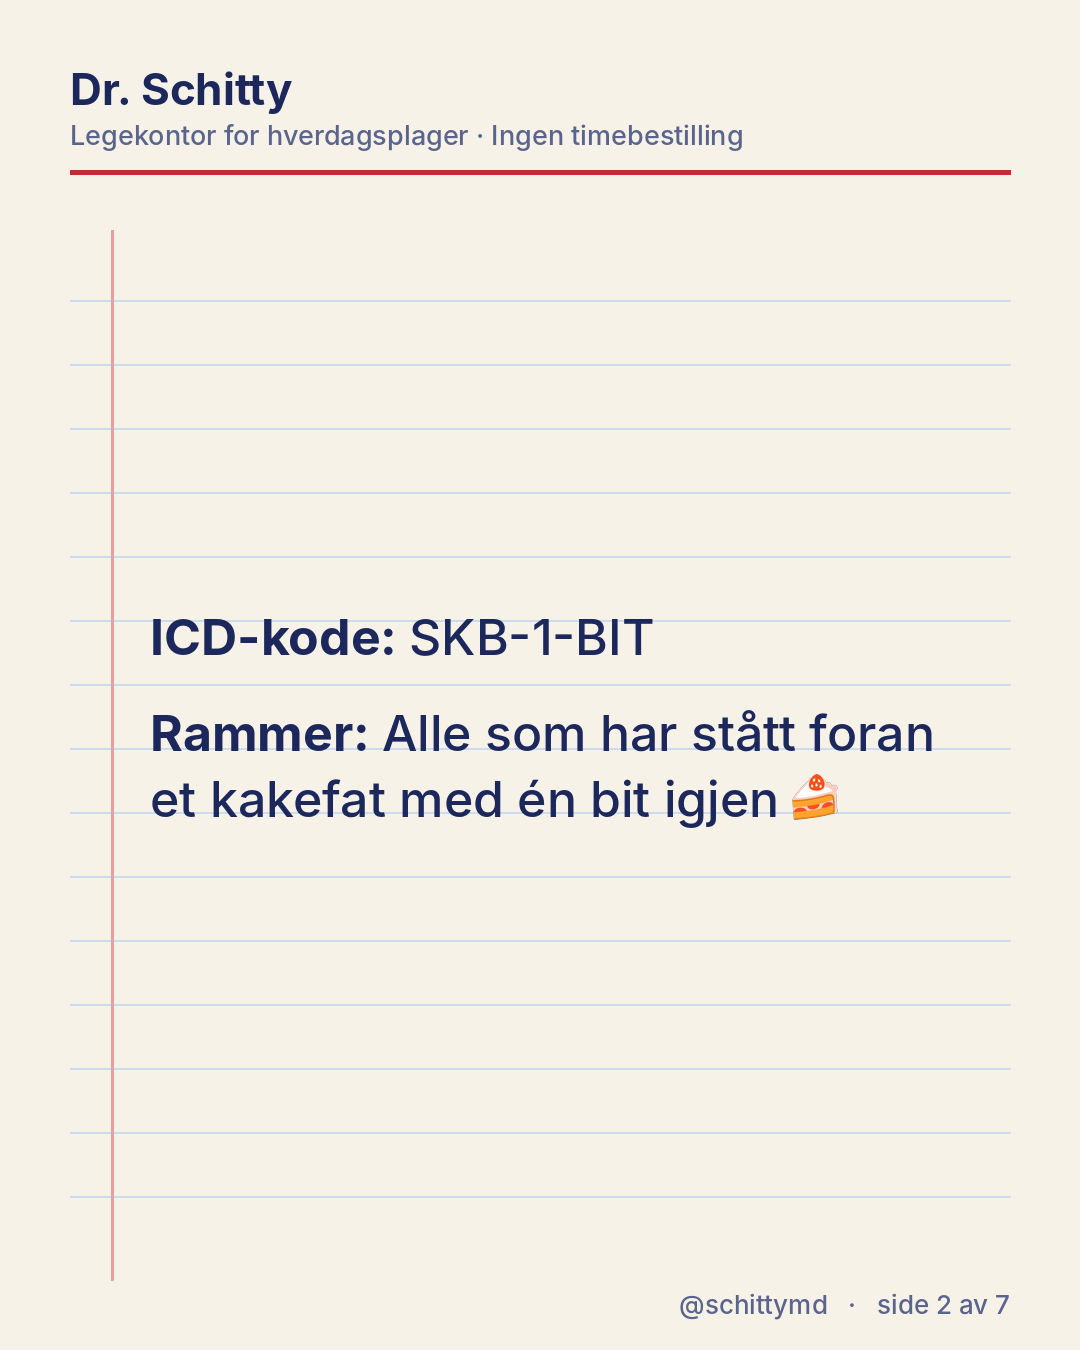 Dr. Schitty
Legekontor for hverdagsplager · Ingen timebestilling
ICD-kode: SKB-1-BIT
Rammer: Alle som har stått foran
et kakefat med én bit igjen 🍰
@schittymd · side 2 av 7